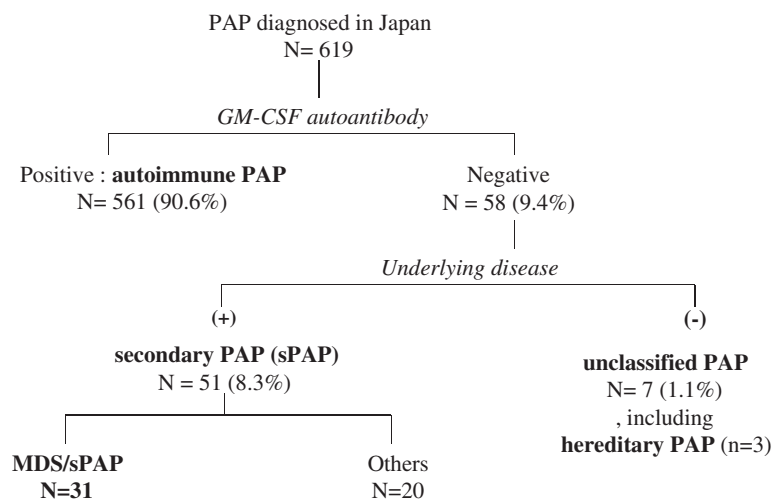 PAP diagnosed in Japan
N= 619
GM-CSF autoantibody
Positive : autoimmune PAP
N= 561 (90.6%)
Negative
N = 58 (9.4%)
Underlying disease
(+)
secondary PAP (sPAP)
N = 51 (8.3%)
(-)
unclassified PAP
N= 7 (1.1%)
, including
hereditary PAP (n=3)
MDS/sPAP
N=31
Others
N=20